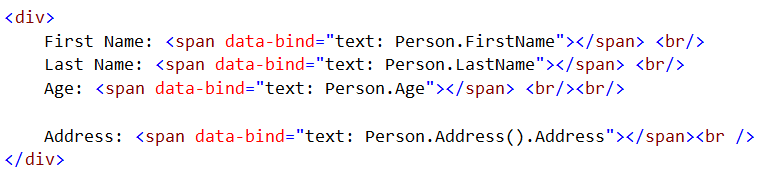 <div>
    First Name: <span data-bind="text: Person.FirstName"></span> <br/>
    Last Name: <span data-bind="text: Person.LastName"></span> <br/>
    Age: <span data-bind="text: Person.Age"></span> <br/><br/>

    Address: <span data-bind="text: Person.Address().Address"></span><br />
</div>